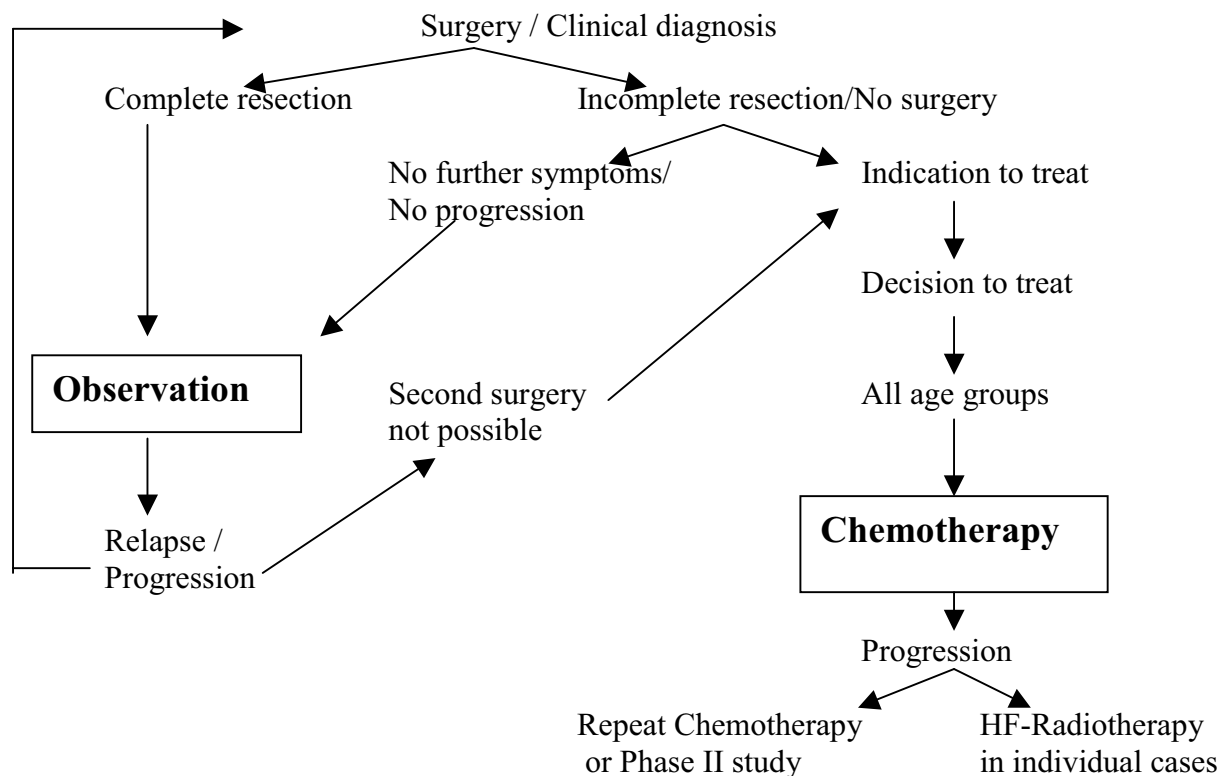 Surgery / Clinical diagnosis
Complete resection
Incomplete resection/No surgery
No further symptoms/
No progression
Indication to treat
Decision to treat
Observation
Second surgery
not possible
All age groups
Relapse /
Progression
Chemotherapy
Progression
Repeat Chemotherapy
or Phase II study
HF-Radiotherapy
in individual cases